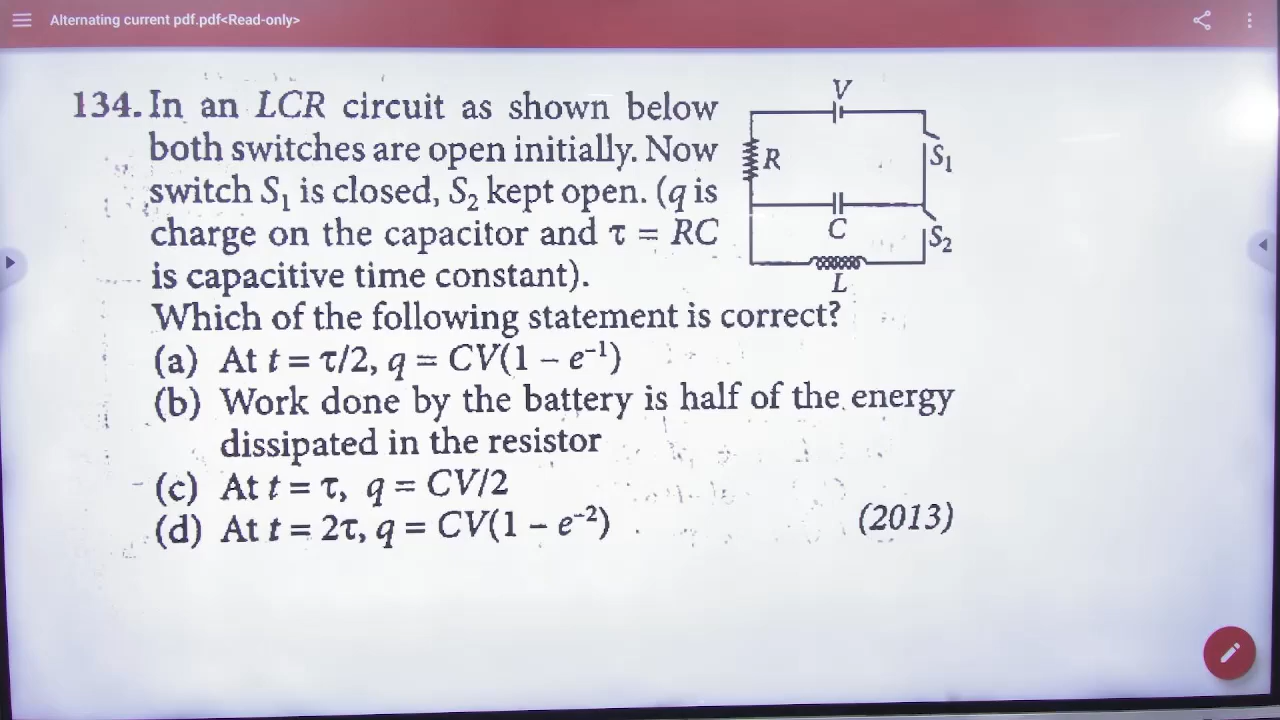 Alternating current pdf.pdf<Read-only>
134. In an LCR circuit as shown below
both switches are open initially. Now
switch S₁ is closed, S₂ kept open. (q is
charge on the capacitor and τ = RC
is capacitive time constant).
Which of the following statement is correct?
(a) At t = τ/2, q = CV(1 – e⁻¹)
(b) Work done by the battery is half of the energy
dissipated in the resistor
(c) At t = τ, q = CV/2
(d) At t = 2τ, q = CV(1 – e⁻²)
(2013)
V
R
S₁
C
S₂
L